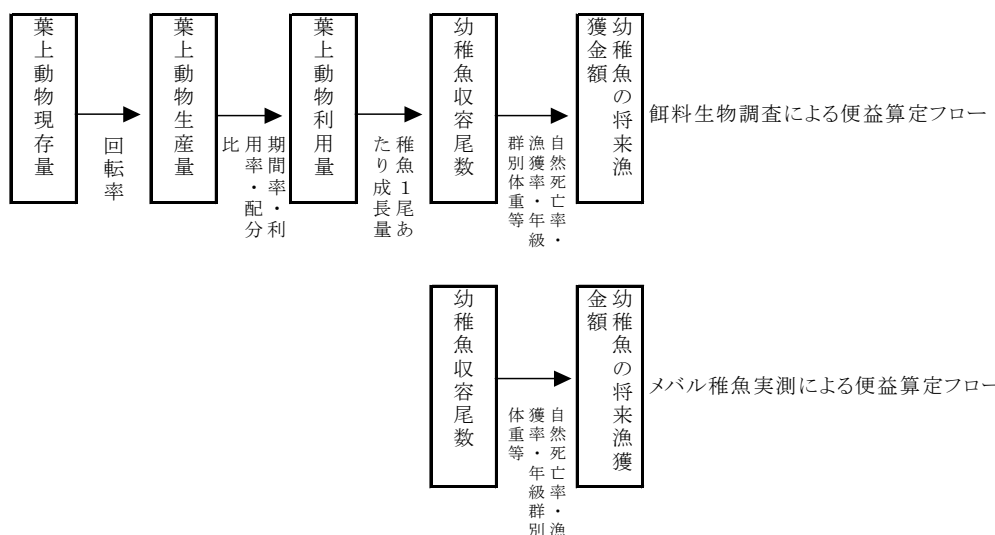 葉上動物現存量
回転率
葉上動物生産量
期間率・利
用率・配分
比
葉上動物利用量
稚魚１尾あ
たり成長量
幼稚魚収容尾数
自然死亡率・
漁獲率・年級
群別体重等
幼稚魚の将来漁
獲金額
餌料生物調査による便益算定フロー
幼稚魚収容尾数
自然死亡率・漁
獲率・年級群別
体重等
幼稚魚の将来漁獲
金額
メバル稚魚実測による便益算定フロー